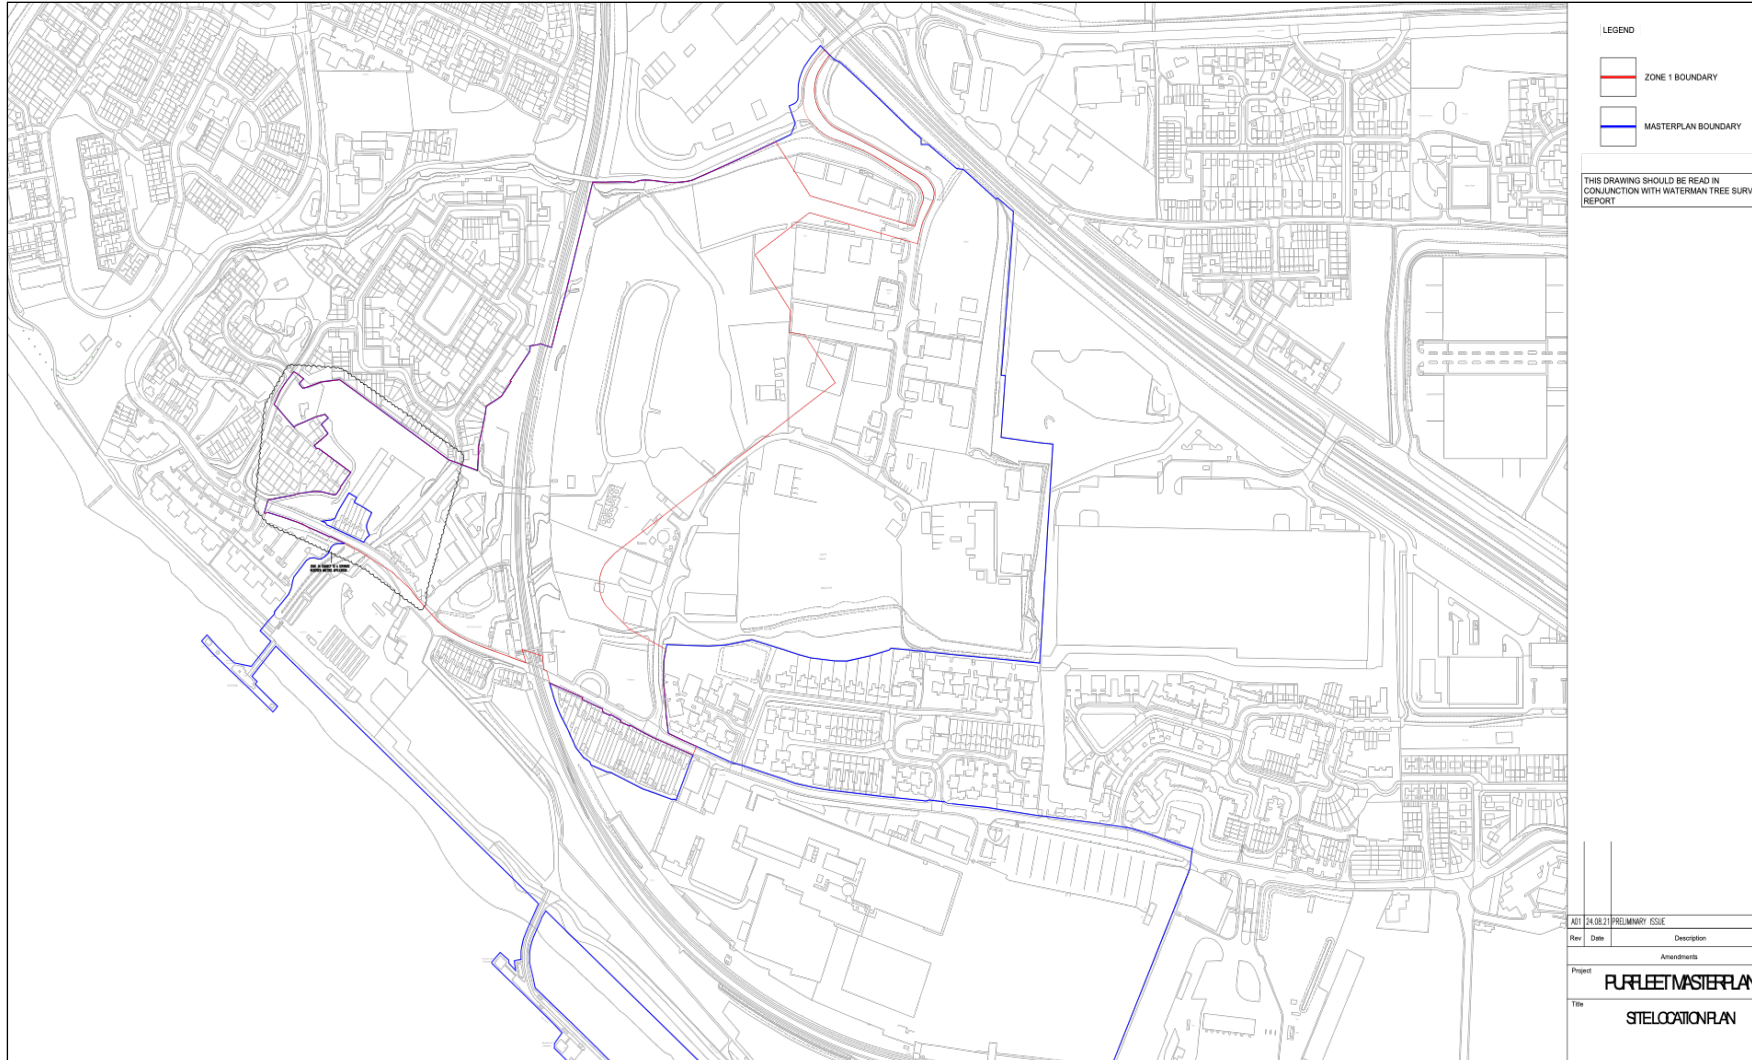 LEGEND
ZONE 1 BOUNDARY
MASTERPLAN BOUNDARY
THIS DRAWING SHOULD BE READ IN
CONJUNCTION WITH WATERMAN TREE SURV
REPORT
A01 24.08.21 PRELIMINARY ISSUE
Rev Date Description
Amendments
Project
PURFLEET MASTERPLAN
Title
SITE LOCATION PLAN